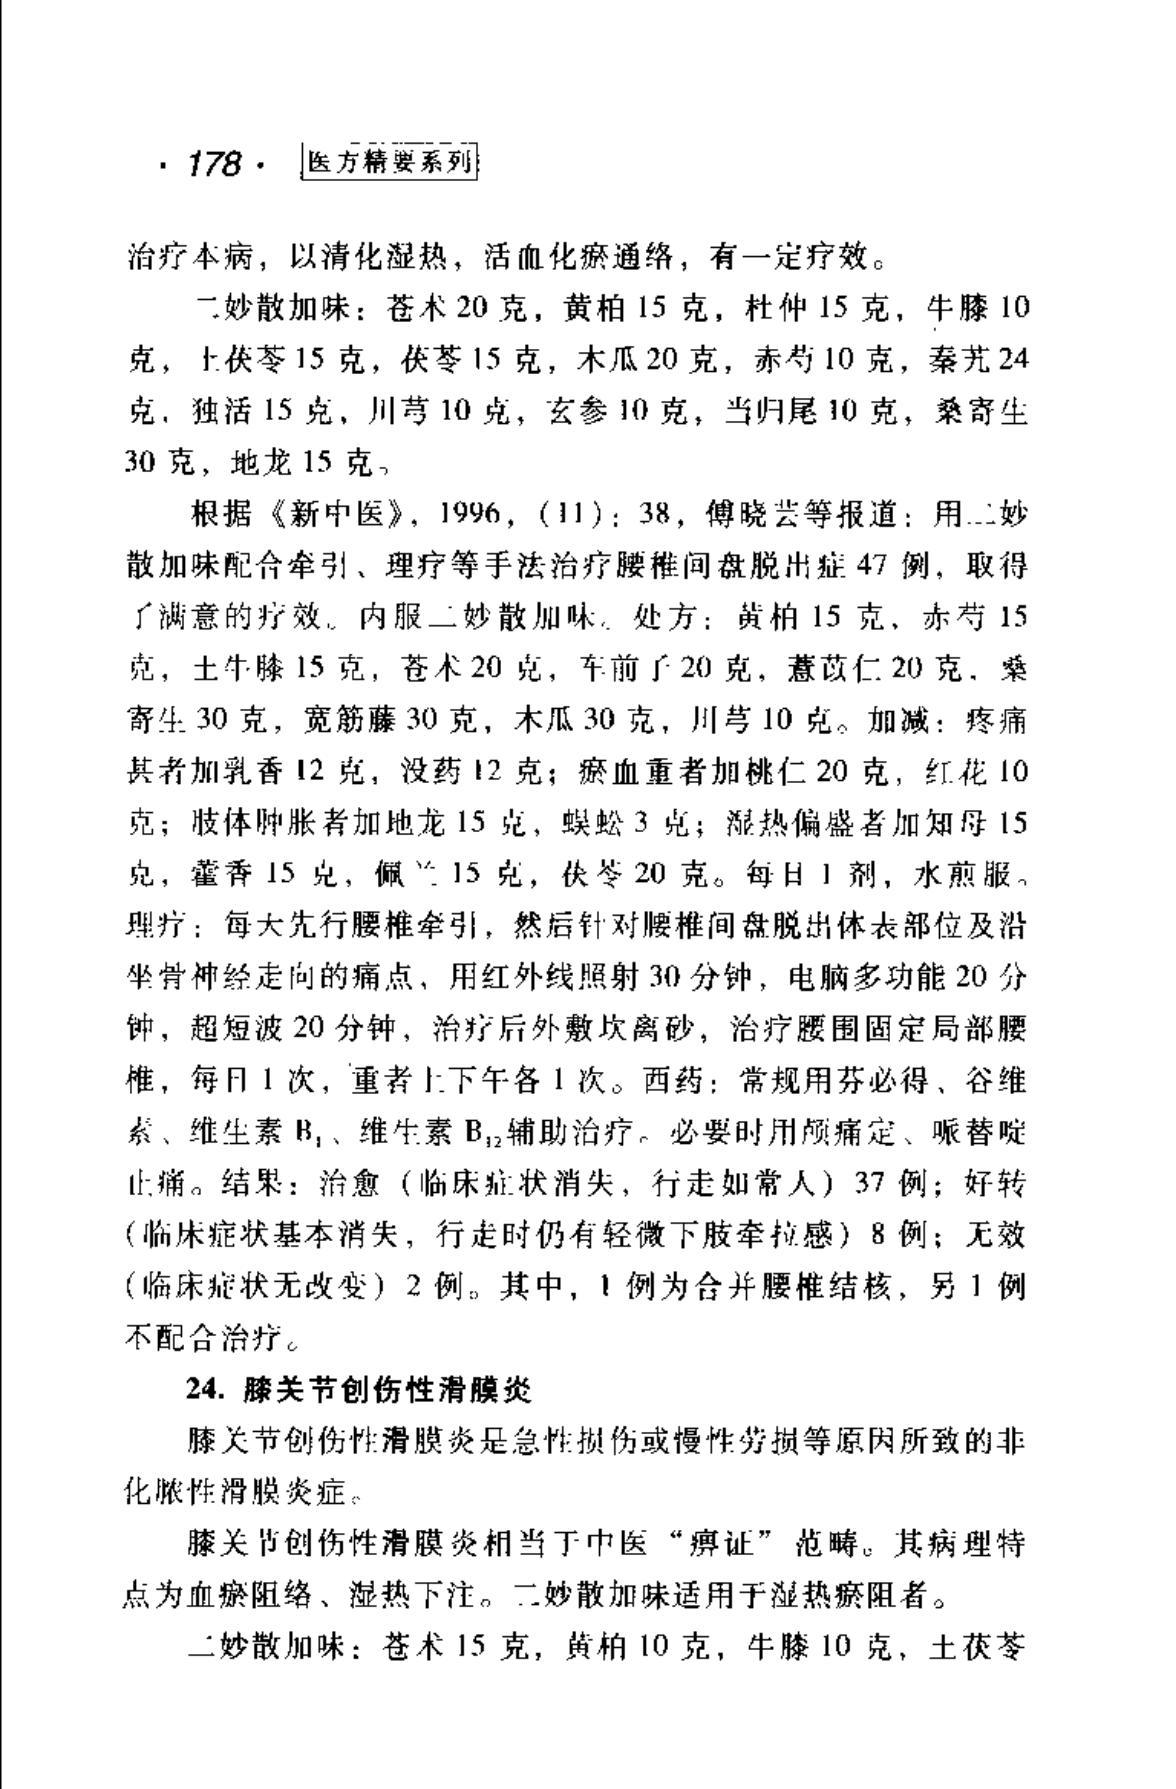 · 178 · 医方精要系列
治疗本病，以清化湿热，活血化瘀通络，有一定疗效。
二妙散加味：苍术 20 克，黄柏 15 克，杜仲 15 克，牛膝 10
克，土茯苓 15 克，茯苓 15 克，木瓜 20 克，赤芍 10 克，秦艽 24
克，独活 15 克，川芎 10 克，玄参 10 克，当归尾 10 克，桑寄生
30 克，地龙 15 克。
根据《新中医》，1996，（11）：38，傅晓芸等报道：用二妙
散加味配合牵引、理疗等手法治疗腰椎间盘脱出症 47 例，取得
了满意的疗效。内服二妙散加味。处方：黄柏 15 克，赤芍 15
克，土牛膝 15 克，苍术 20 克，车前子 20 克，薏苡仁 20 克，桑
寄生 30 克，宽筋藤 30 克，木瓜 30 克，川芎 10 克。加减：疼痛
甚者加乳香 12 克，没药 12 克；瘀血重者加桃仁 20 克，红花 10
克；肢体肿胀者加地龙 15 克，蜈蚣 3 克；湿热偏盛者加知母 15
克，藿香 15 克，佩兰 15 克，茯苓 20 克。每日 1 剂，水煎服。
理疗：每天先行腰椎牵引，然后针对腰椎间盘脱出体表部位及沿
坐骨神经走向的痛点，用红外线照射 30 分钟，电脑多功能 20 分
钟，超短波 20 分钟，治疗后外敷坎离砂，治疗腰围固定局部腰
椎，每日 1 次，重者上下午各 1 次。西药：常规用芬必得、谷维
素、维生素 B₁、维生素 B₁₂辅助治疗。必要时用颅痛定、哌替啶
止痛。结果：治愈（临床症状消失，行走如常人）37 例；好转
（临床症状基本消失，行走时仍有轻微下肢牵拉感）8 例；无效
（临床症状无改变）2 例。其中，1 例为合并腰椎结核，另 1 例
不配合治疗。
24. 膝关节创伤性滑膜炎
膝关节创伤性滑膜炎是急性损伤或慢性劳损等原因所致的非
化脓性滑膜炎症。
膝关节创伤性滑膜炎相当于中医“痹证”范畴。其病理特
点为血瘀阻络、湿热下注。二妙散加味适用于湿热瘀阻者。
二妙散加味：苍术 15 克，黄柏 10 克，牛膝 10 克，土茯苓